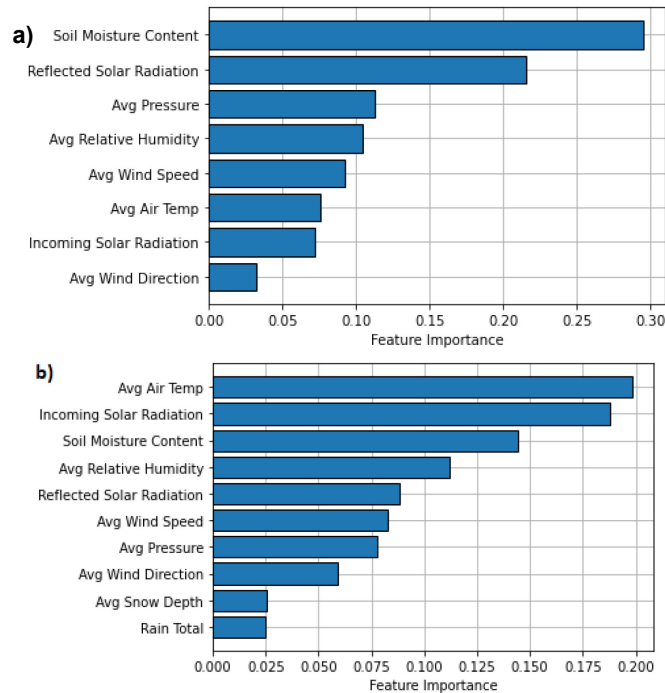 a)
Soil Moisture Content
Reflected Solar Radiation
Avg Pressure
Avg Relative Humidity
Avg Wind Speed
Avg Air Temp
Incoming Solar Radiation
Avg Wind Direction
0.00 0.05 0.10 0.15 0.20 0.25 0.30
Feature Importance
b)
Avg Air Temp
Incoming Solar Radiation
Soil Moisture Content
Avg Relative Humidity
Reflected Solar Radiation
Avg Wind Speed
Avg Pressure
Avg Wind Direction
Avg Snow Depth
Rain Total
0.000 0.025 0.050 0.075 0.100 0.125 0.150 0.175 0.200
Feature Importance